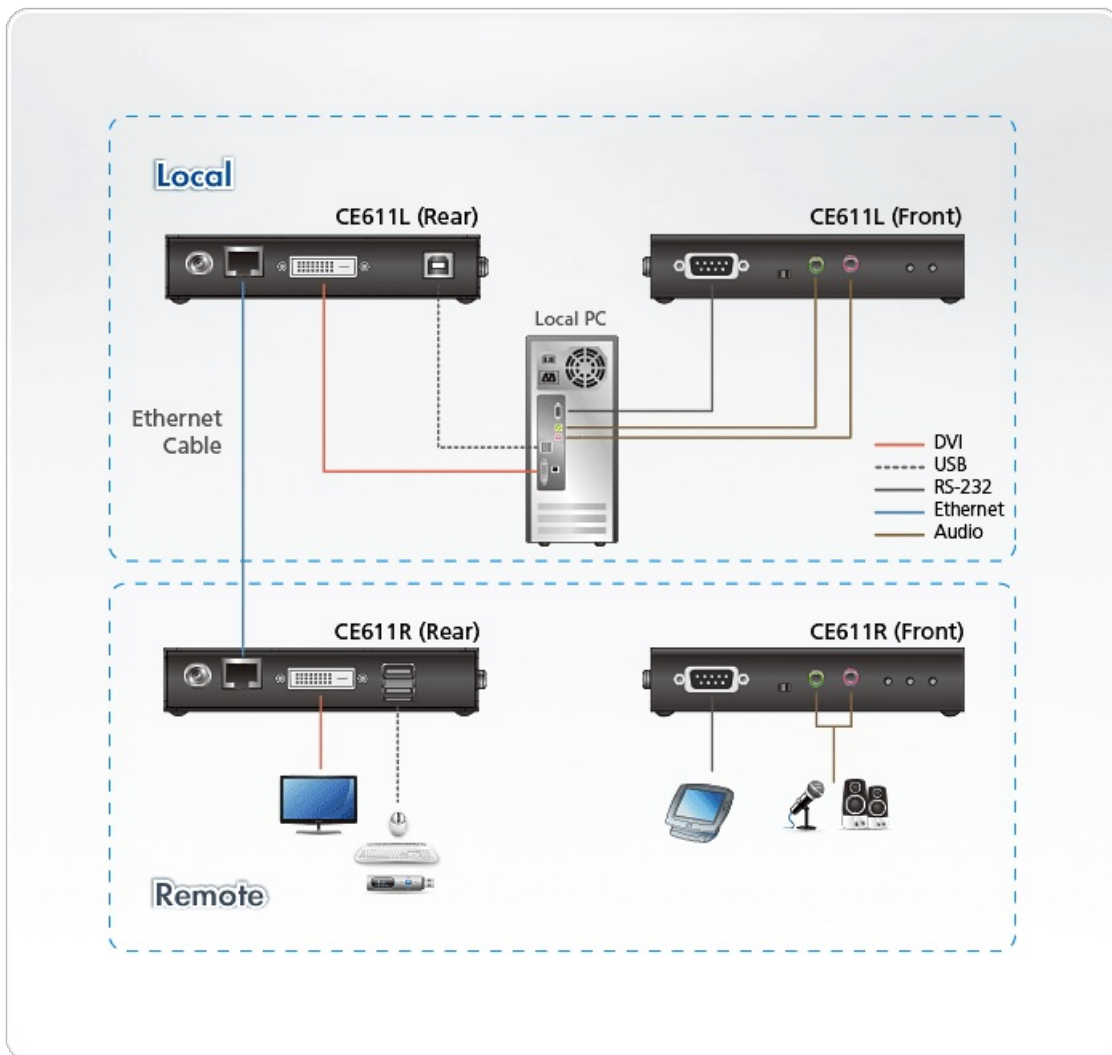 Local
CE611L (Rear)
CE611L (Front)
Local PC
Ethernet
Cable
DVI
USB
RS-232
Ethernet
Audio
CE611R (Rear)
CE611R (Front)
Remote